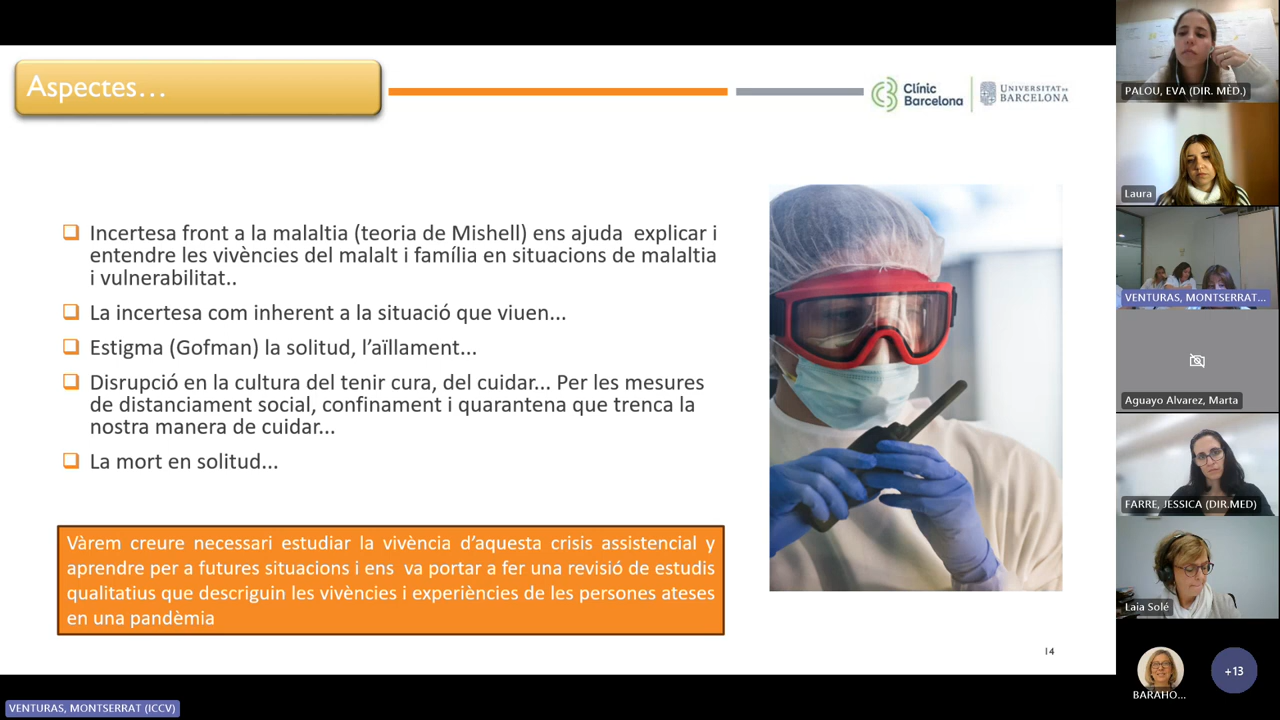 Aspectes…
Clínic
Barcelona
UNIVERSITAT DE
BARCELONA
Incertesa front a la malaltia (teoria de Mishell) ens ajuda explicar i
entendre les vivències del malalt i família en situacions de malaltia
i vulnerabilitat..
La incertesa com inherent a la situació que viuen...
Estigma (Gofman) la solitud, l’aïllament...
Disrupció en la cultura del tenir cura, del cuidar... Per les mesures
de distanciament social, confinament i quarantena que trenca la
nostra manera de cuidar...
La mort en solitud...
Vàrem creure necessari estudiar la vivència d’aquesta crisis assistencial y
aprendre per a futures situacions i ens va portar a fer una revisió de estudis
qualitatius que descriguin les vivències i experiències de les persones ateses
en una pandèmia
14
PALOU, EVA (DIR. MÈD.)
Laura
VENTURAS, MONTSERRAT...
Aguayo Alvarez, Marta
FARRE, JESSICA (DIR.MED)
Laia Solé
BARAHO...
+13
VENTURAS, MONTSERRAT (ICCV)